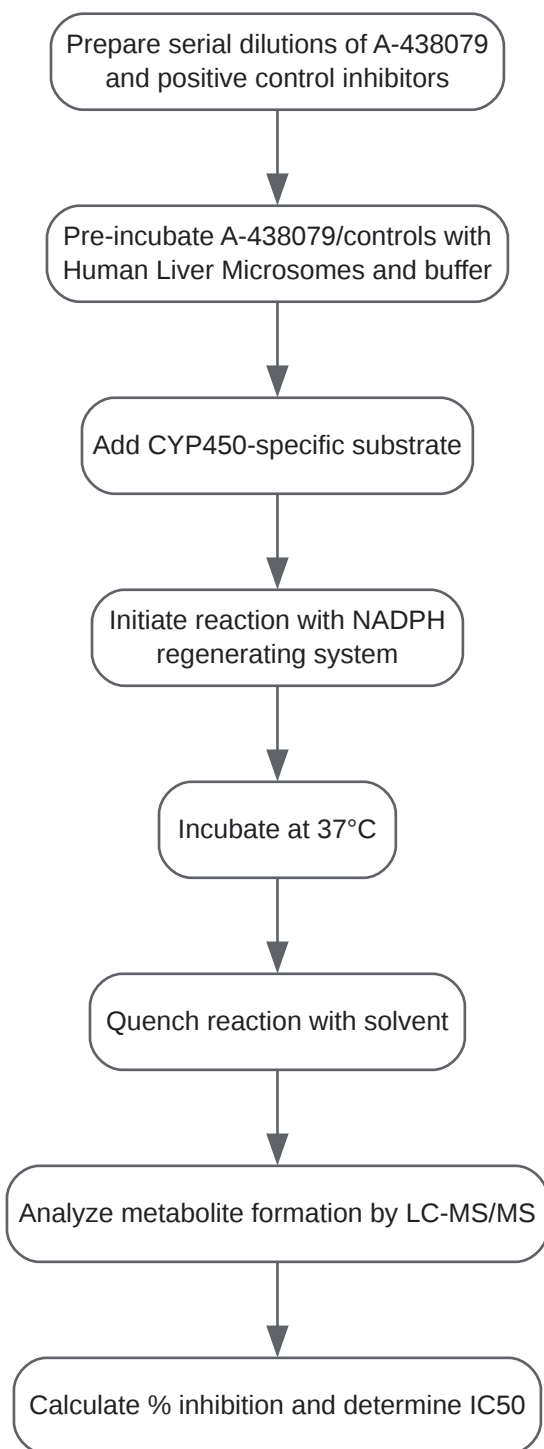 Prepare serial dilutions of A-438079
and positive control inhibitors
Pre-incubate A-438079/controls with
Human Liver Microsomes and buffer
Add CYP450-specific substrate
Initiate reaction with NADPH
regenerating system
Incubate at 37°C
Quench reaction with solvent
Analyze metabolite formation by LC-MS/MS
Calculate % inhibition and determine IC50